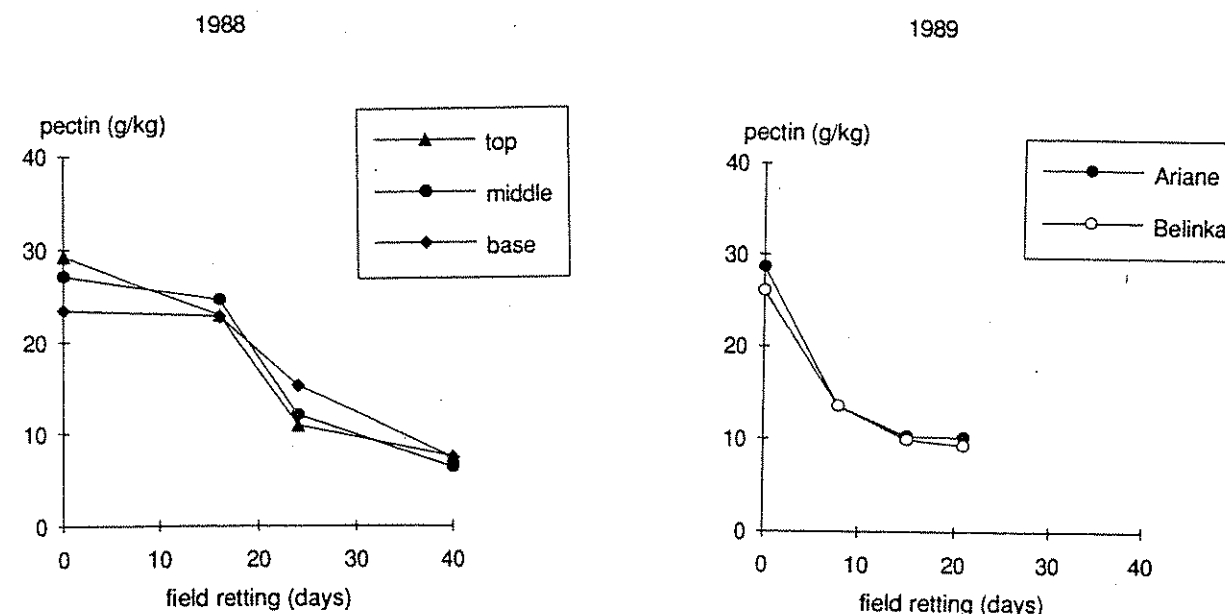 1988
pectin (g/kg)
40
30
20
10
0
0 10 20 30 40
field retting (days)
top
middle
base
1989
pectin (g/kg)
40
30
20
10
0
0 10 20 30 40
field retting (days)
Ariane
Belinka